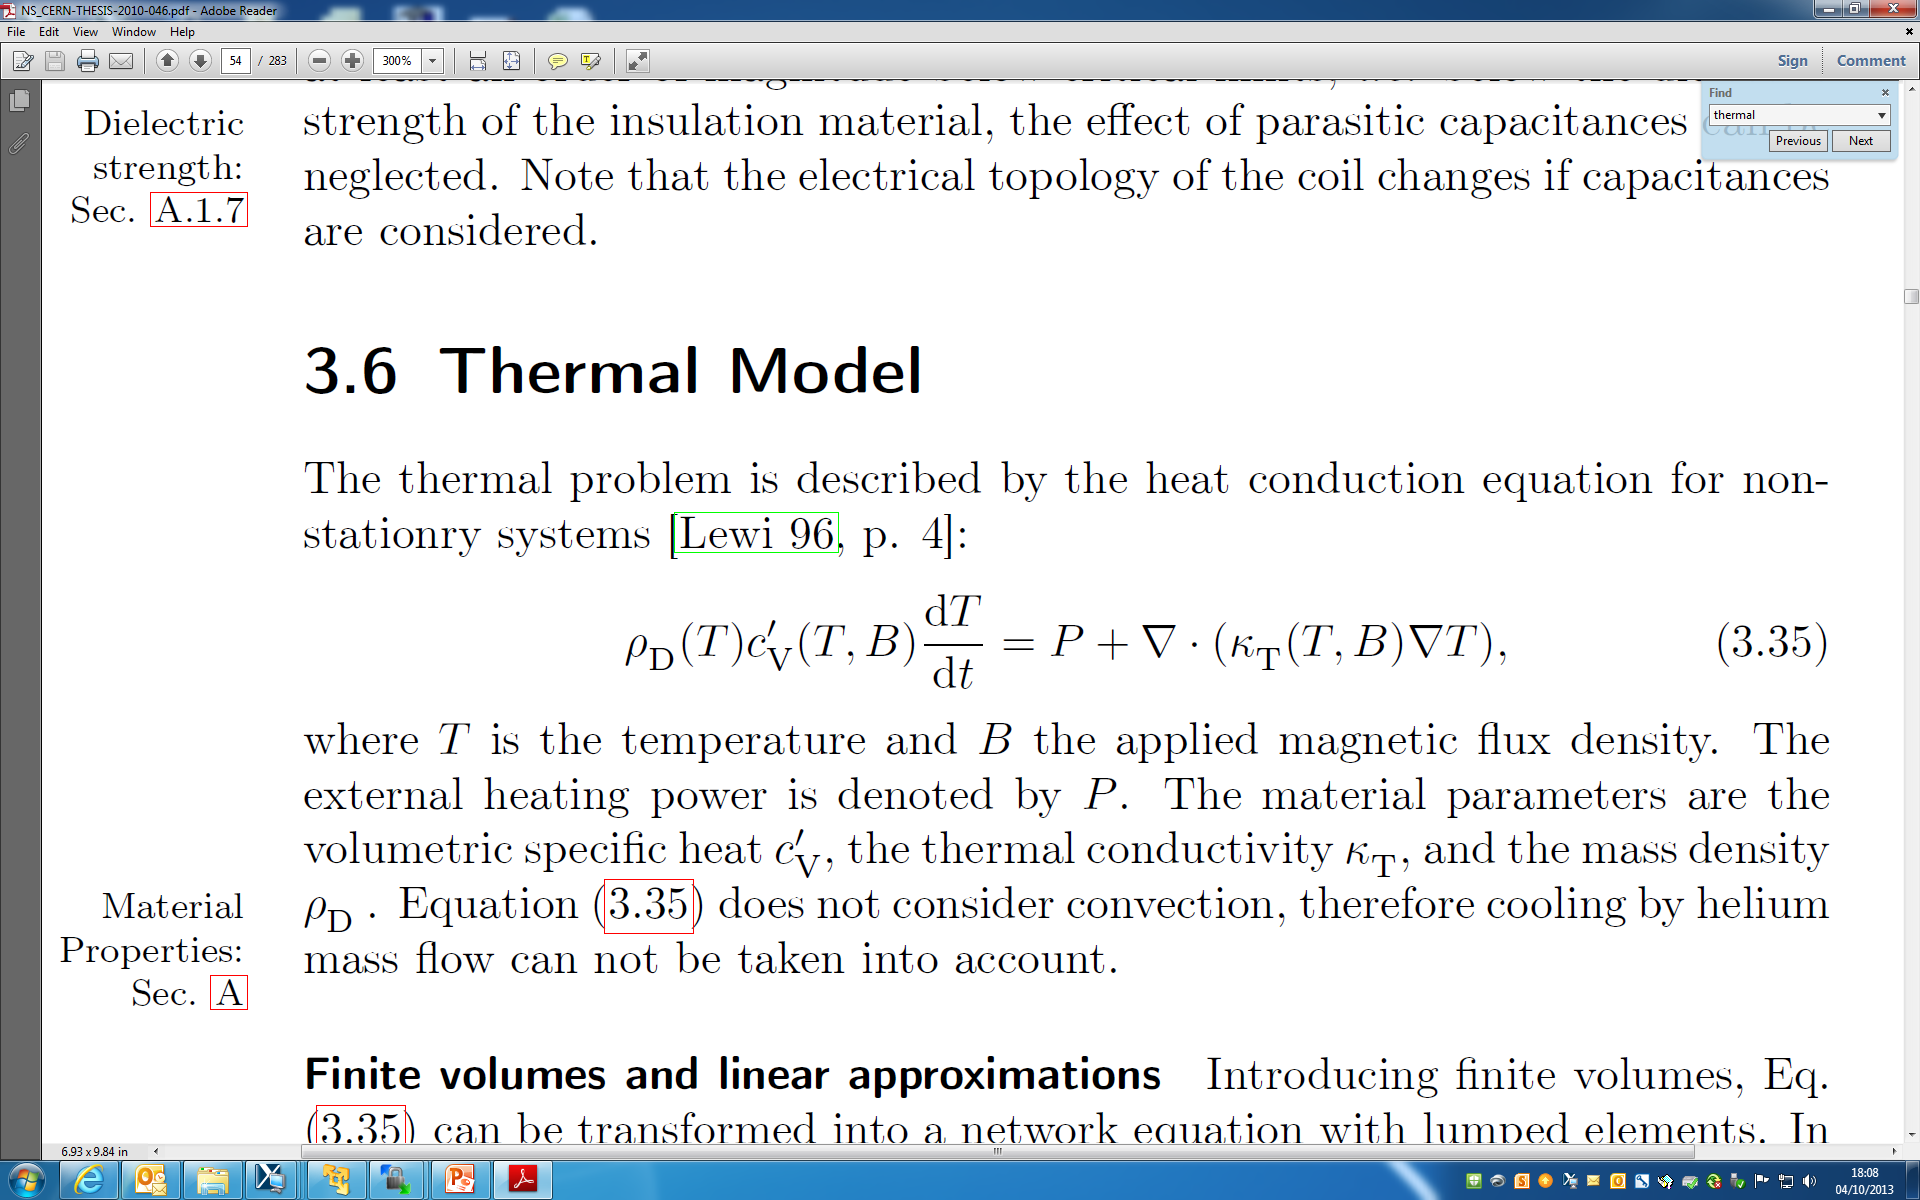 NS_CERN-THESIS-2010-046.pdf - Adobe Reader
File Edit View Window Help
54 / 283 300% Sign Comment
Find
thermal
Previous Next
Dielectric
strength:
Sec. A.1.7
strength of the insulation material, the effect of parasitic capacitances
neglected. Note that the electrical topology of the coil changes if capacitances
are considered.
3.6 Thermal Model
The thermal problem is described by the heat conduction equation for non-
stationry systems [Lewi 96, p. 4]:
ρ_D(T)c′_V(T, B) dT/dt = P + ∇ · (κ_T(T, B)∇T), (3.35)
where T is the temperature and B the applied magnetic flux density. The
external heating power is denoted by P. The material parameters are the
volumetric specific heat c′_V, the thermal conductivity κ_T, and the mass density
ρ_D . Equation (3.35) does not consider convection, therefore cooling by helium
mass flow can not be taken into account.
Material
Properties:
Sec. A
Finite volumes and linear approximations Introducing finite volumes, Eq.
(3.35) can be transformed into a network equation with lumped elements. In
6.93 x 9.84 in
18:08
04/10/2013